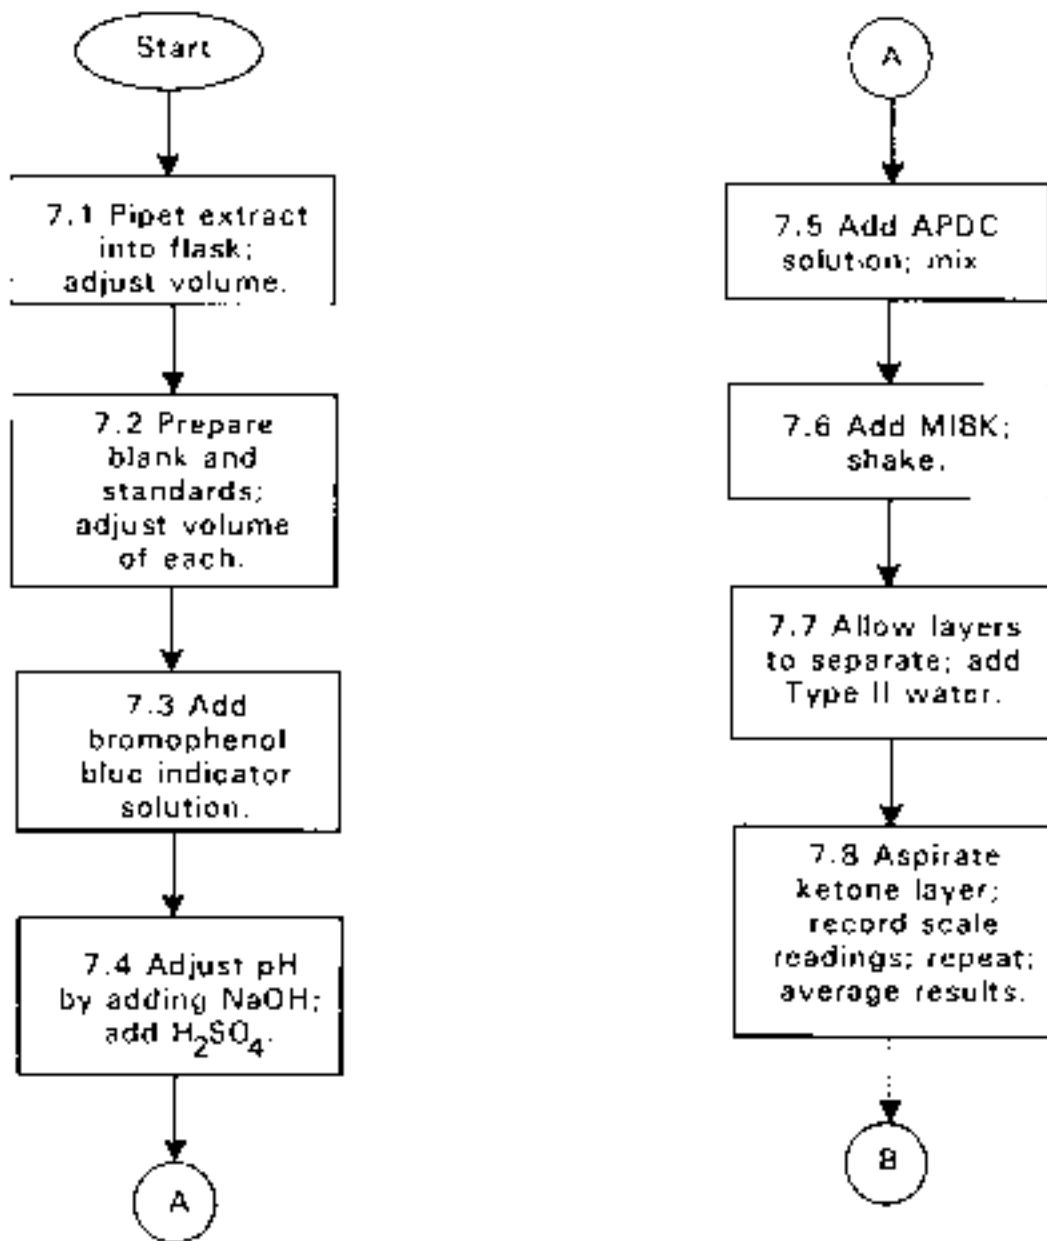 Start
7.1 Pipet extract
into flask;
adjust volume.
7.2 Prepare
blank and
standards;
adjust volume
of each.
7.3 Add
bromophenol
blue indicator
solution.
7.4 Adjust pH
by adding NaOH;
add H₂SO₄.
A
A
7.5 Add APDC
solution; mix
7.6 Add MIBK;
shake.
7.7 Allow layers
to separate; add
Type II water.
7.8 Aspirate
ketone layer;
record scale
readings; repeat;
average results.
B